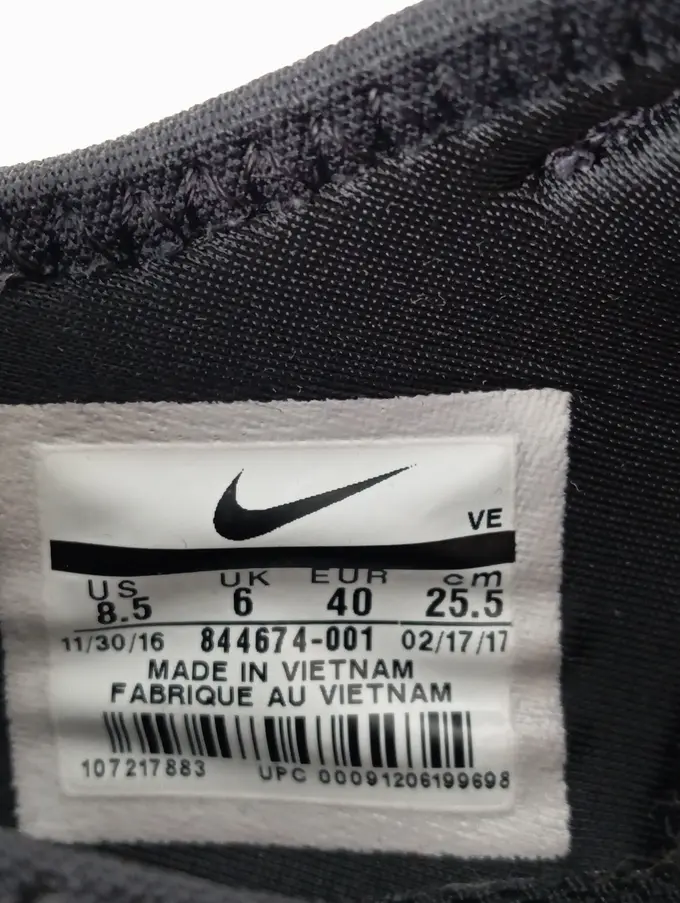 VE
US UK EUR cm
8.5 6 40 25.5
11/30/16 844674-001 02/17/17
MADE IN VIETNAM
FABRIQUE AU VIETNAM
107217883 UPC 00091206199698